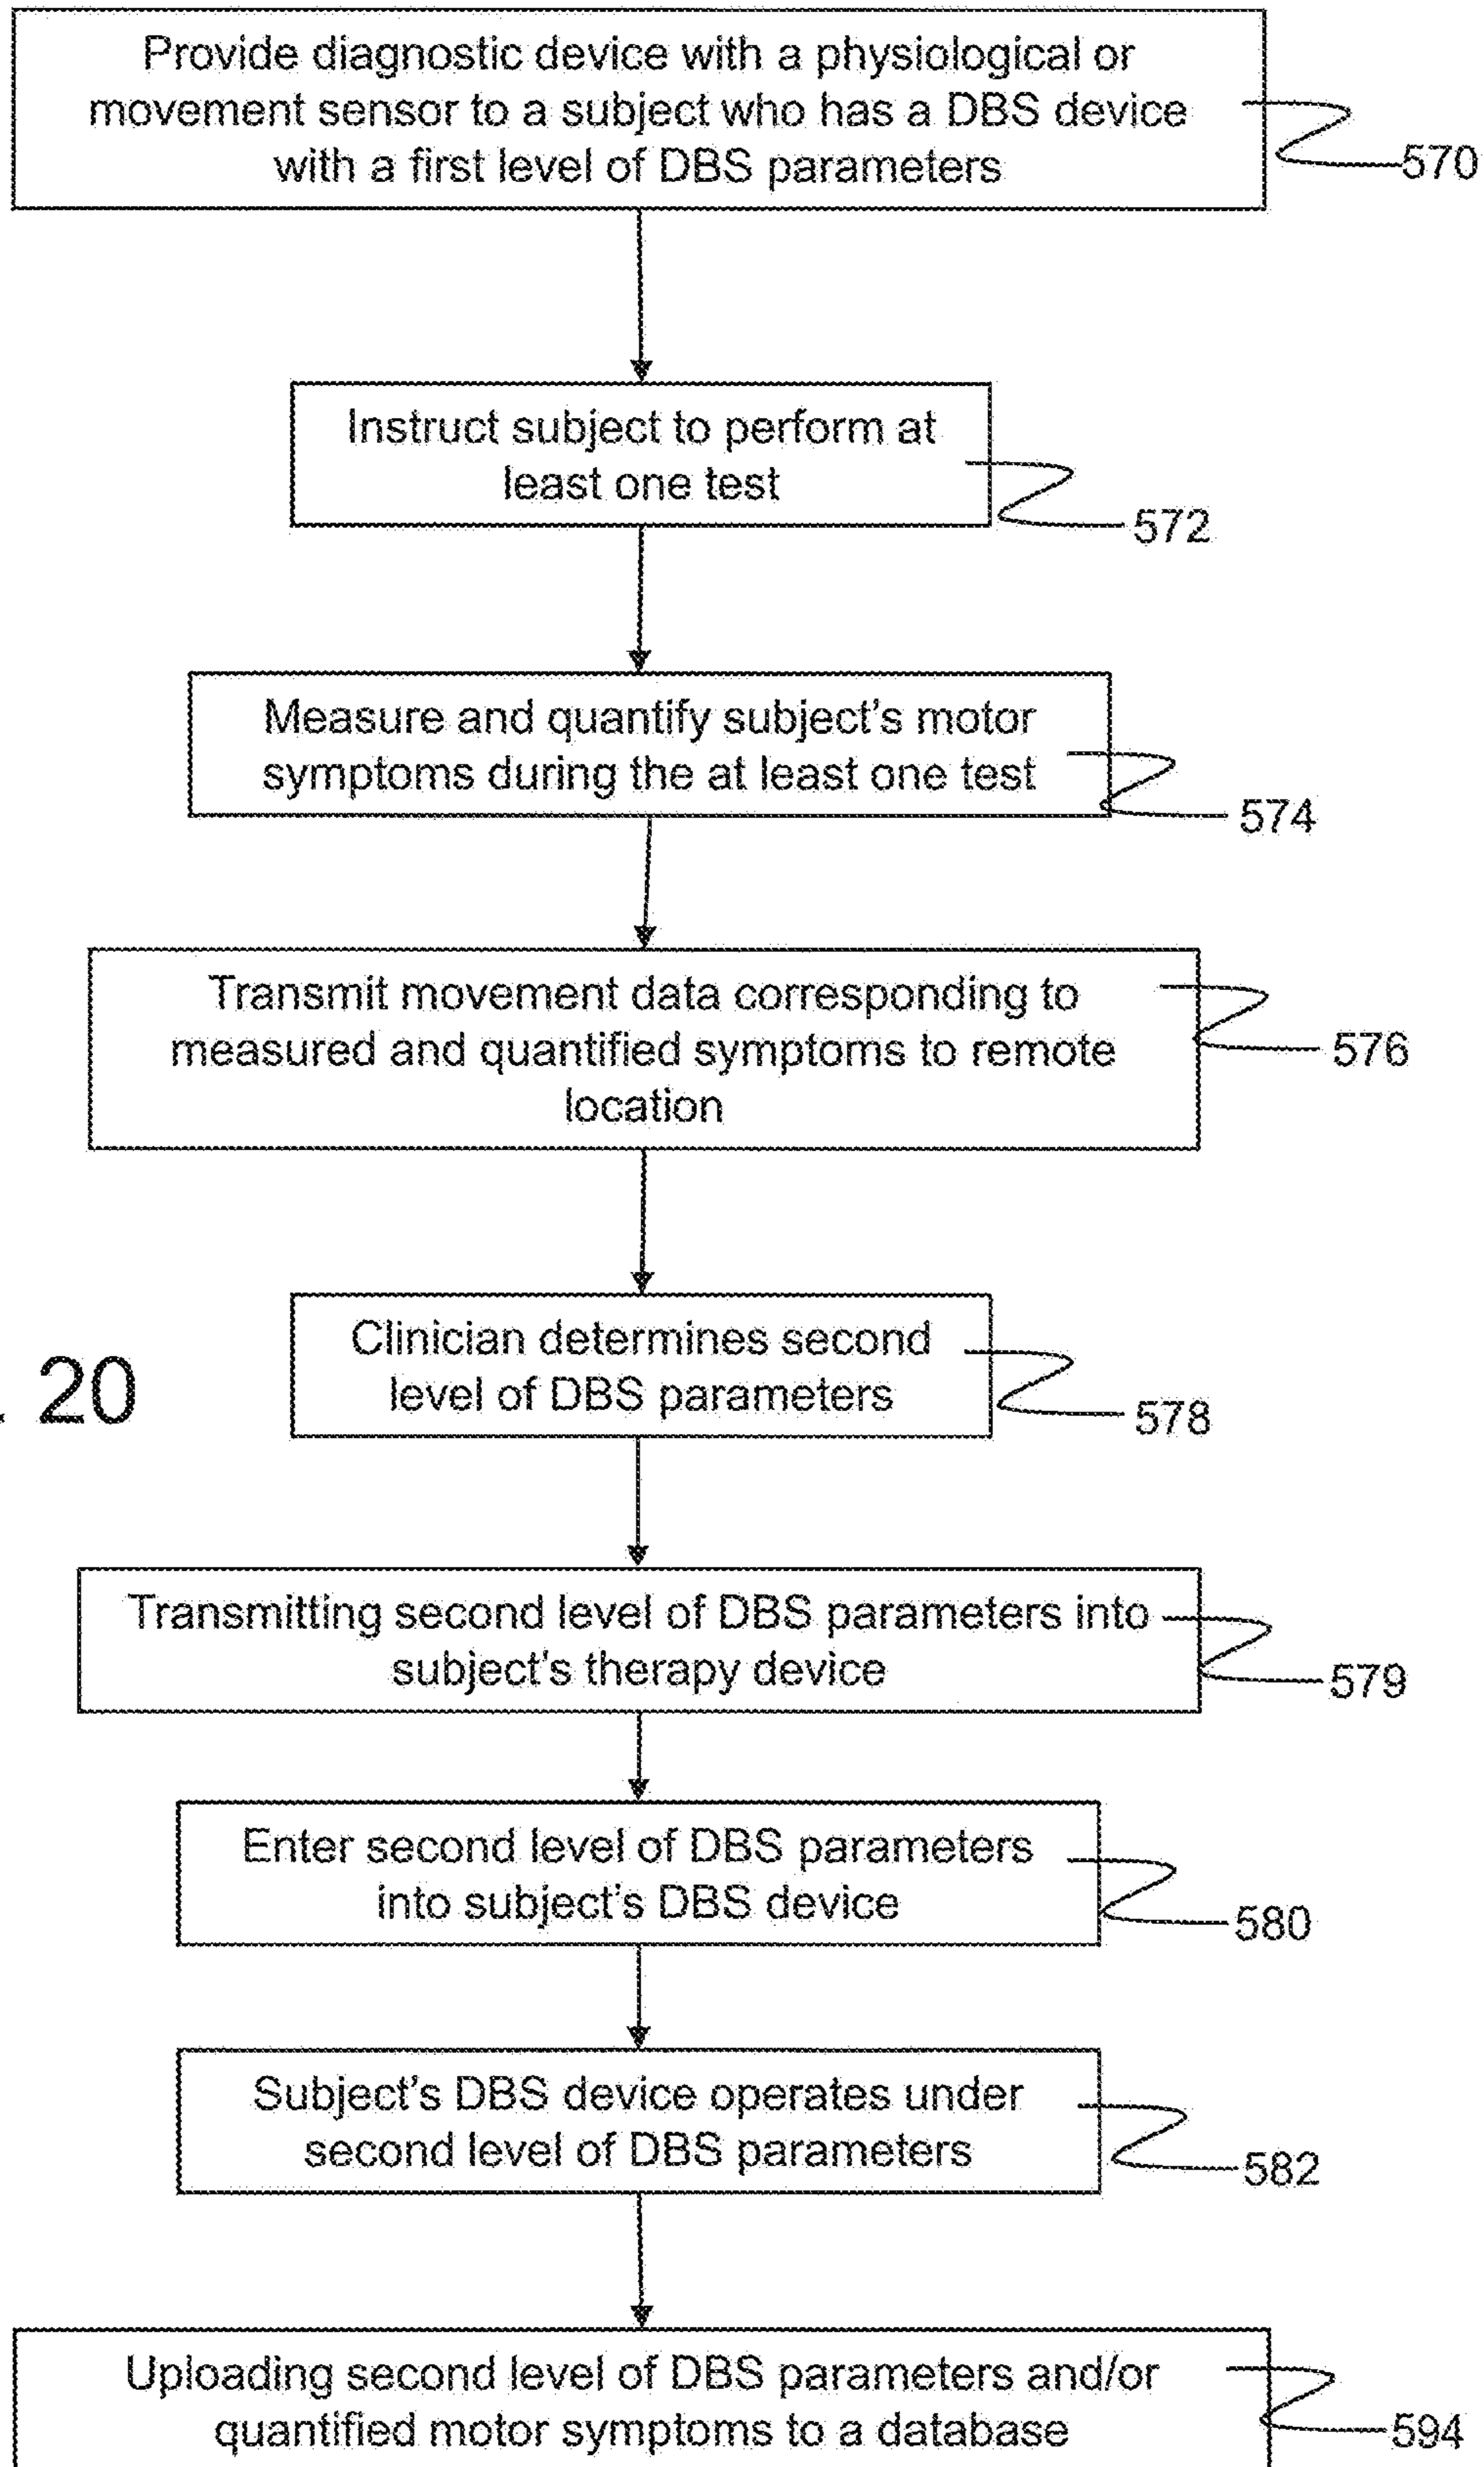 Provide diagnostic device with a physiological or
movement sensor to a subject who has a DBS device
with a first level of DBS parameters
570
Instruct subject to perform at
least one test
572
Measure and quantify subject's motor
symptoms during the at least one test
574
Transmit movement data corresponding to
measured and quantified symptoms to remote
location
576
Clinician determines second
level of DBS parameters
578
. 20
Transmitting second level of DBS parameters into
subject's therapy device
579
Enter second level of DBS parameters
into subject's DBS device
580
Subject's DBS device operates under
second level of DBS parameters
582
Uploading second level of DBS parameters and/or
quantified motor symptoms to a database
594